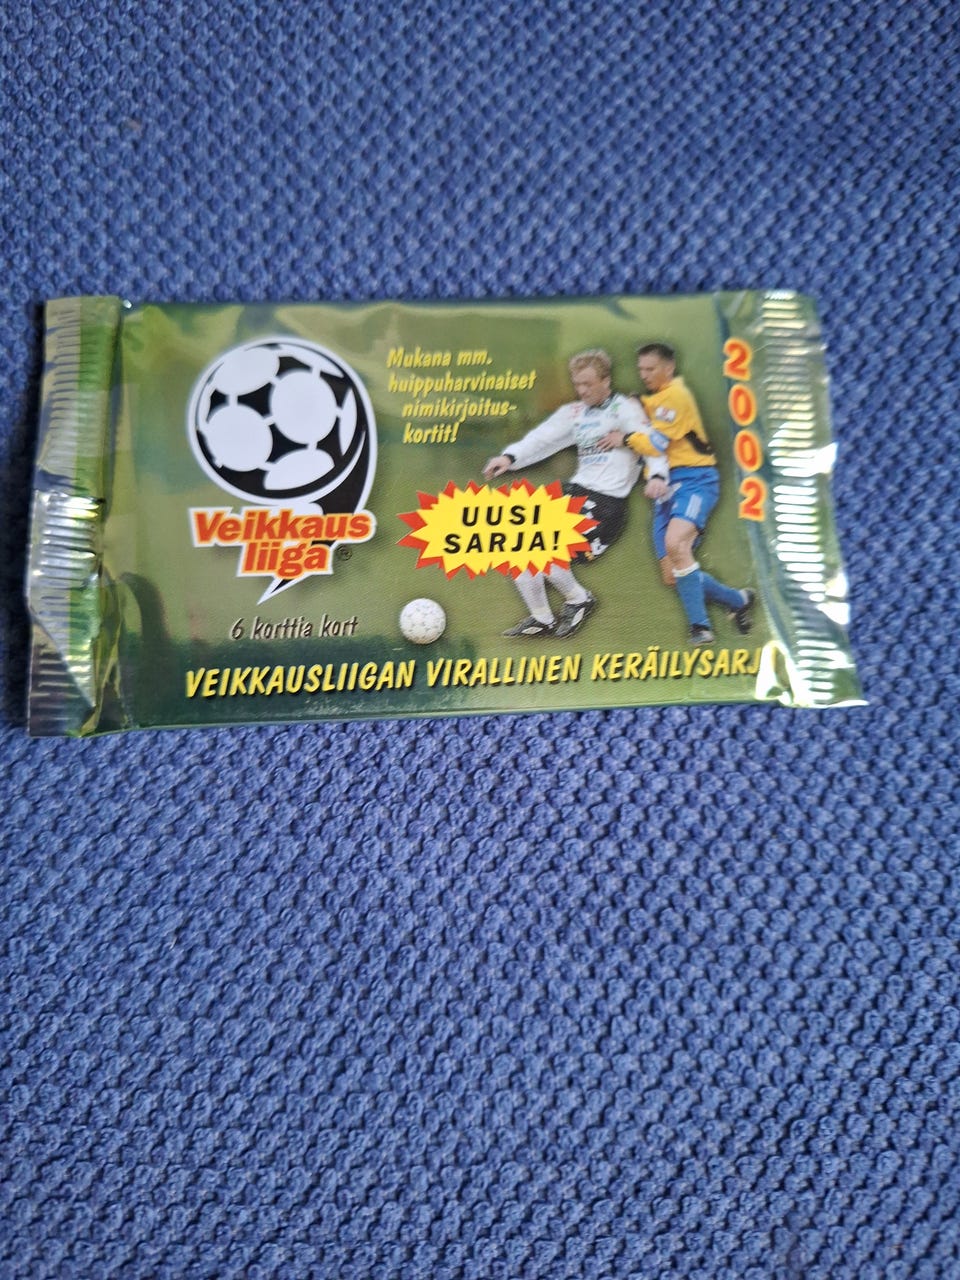 Mukana mm.
huippuharvinaiset
nimikirjoitus-
kortit!
2002
Veikkaus
liiga®
UUSI
SARJA!
6 korttia kort
VEIKKAUSLIIGAN VIRALLINEN KERÄILYSARJ